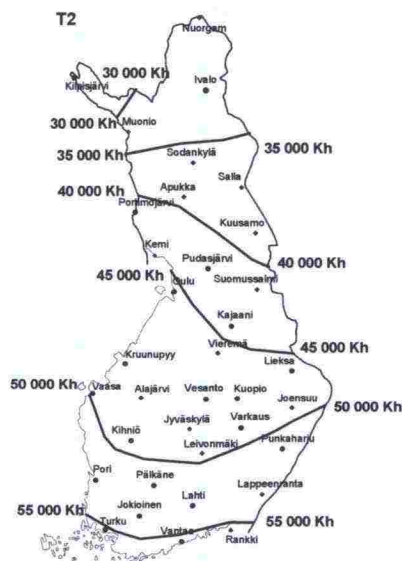 T2
Nuorgam
30 000 Kh
Kilpisjärvi
Ivalo
30 000 Kh
Muonio
35 000 Kh
35 000 Kh
Sodankylä
40 000 Kh
Apukka
Salla
Kuusamo
Kemi
40 000 Kh
Pudasjärvi
45 000 Kh
Suomussalmi
Oulu
Kajaani
Vieremä
45 000 Kh
Kruunupyy
Lieksa
50 000 Kh
Vaasa
Alajärvi
Vesanto
Kuopio
Joensuu
50 000 Kh
Kihniö
Jyväskylä
Varkaus
Leivonmäki
Punkaharju
Pori
Pälkäne
Lappeenranta
Lahti
55 000 Kh
Jokioinen
Turku
55 000 Kh
Vantaa
Rankki